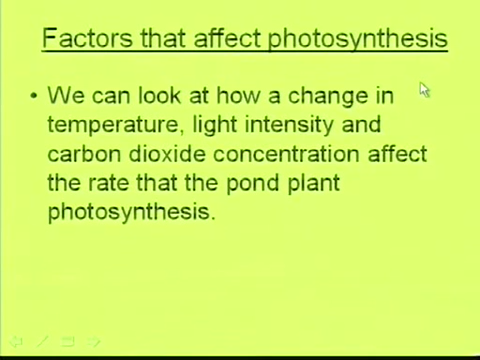 Factors that affect photosynthesis
• We can look at how a change in
temperature, light intensity and
carbon dioxide concentration affect
the rate that the pond plant
photosynthesis.